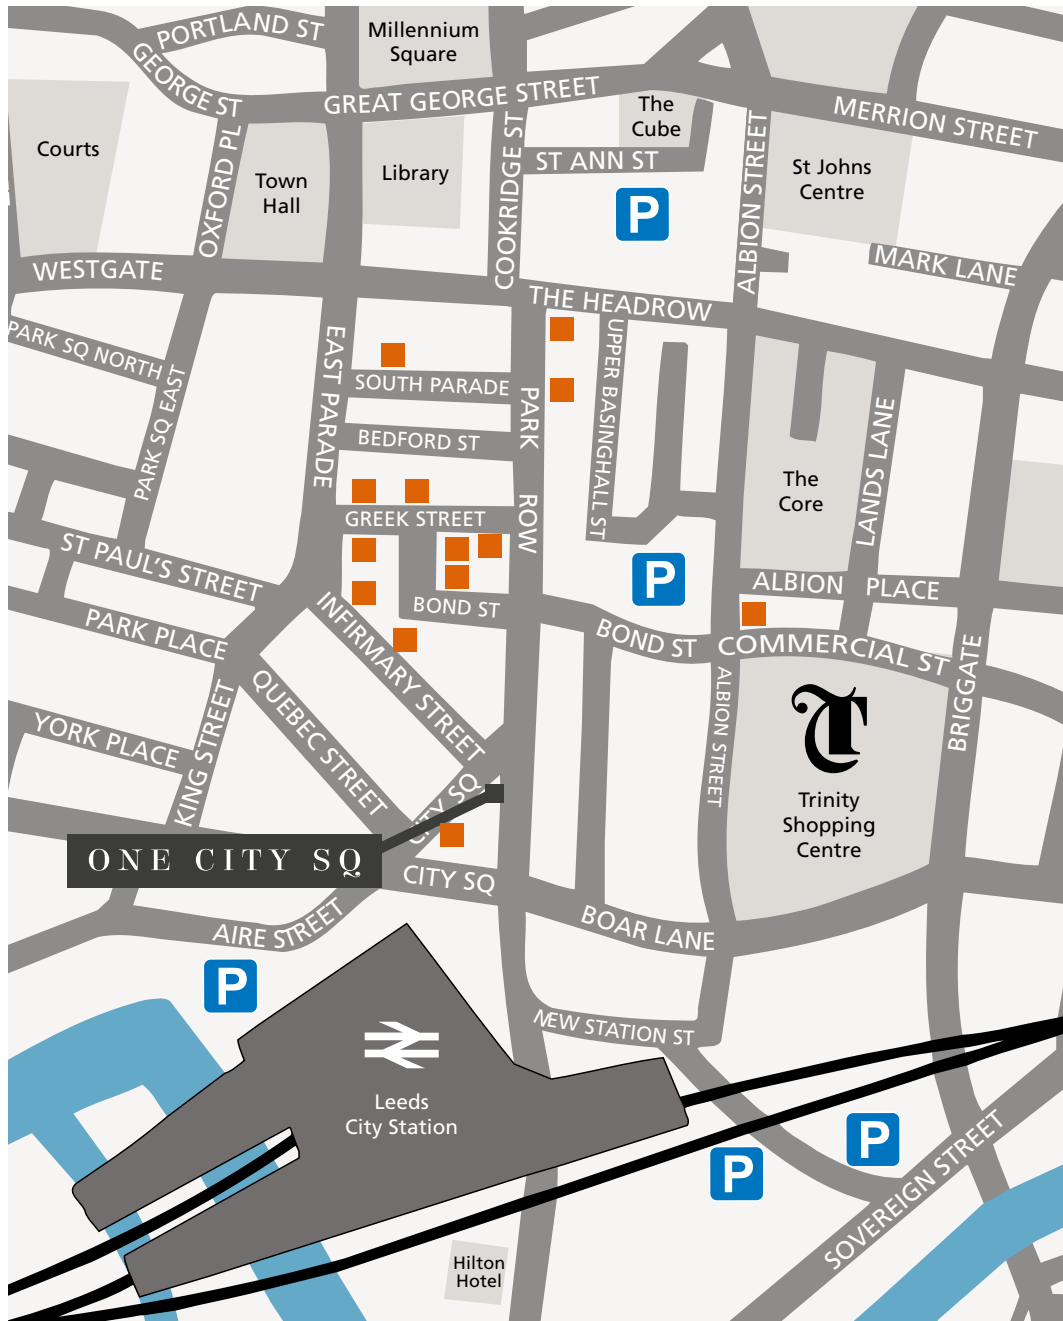 PORTLAND ST
Millennium
Square
GEORGE ST
GREAT GEORGE STREET
The
Cube
MERRION STREET
Courts
OXFORD PL
Town
Hall
Library
COOKRIDGE ST
ST ANN ST
P
ALBION STREET
St Johns
Centre
MARK LANE
WESTGATE
THE HEADROW
PARK SQ NORTH
PARK SQ EAST
EAST PARADE
SOUTH PARADE
BEDFORD ST
PARK ROW
UPPER BASINGHALL ST
LANDS LANE
The
Core
GREEK STREET
ST PAUL'S STREET
P
ALBION PLACE
BOND ST
INFIRMARY STREET
PARK PLACE
BOND ST
COMMERCIAL ST
BRIGGATE
QUEBEC STREET
KING STREET
YORK PLACE
ALBION STREET
T
Trinity
Shopping
Centre
CITY SQ
ONE CITY SQ
CITY SQ
AIRE STREET
BOAR LANE
P
NEW STATION ST
Leeds
City Station
P
P
SOVEREIGN STREET
Hilton
Hotel